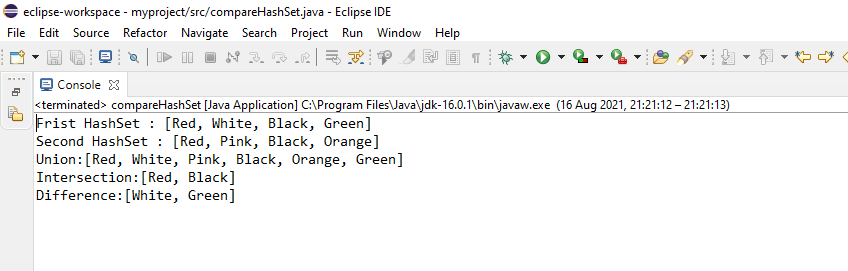 eclipse-workspace - myproject/src/compareHashSet.java - Eclipse IDE
File Edit Source Refactor Navigate Search Project Run Window Help
Console
<terminated> compareHashSet [Java Application] C:\Program Files\Java\jdk-16.0.1\bin\javaw.exe (16 Aug 2021, 21:21:12 – 21:21:13)
Frist HashSet : [Red, White, Black, Green]
Second HashSet : [Red, Pink, Black, Orange]
Union:[Red, White, Pink, Black, Orange, Green]
Intersection:[Red, Black]
Difference:[White, Green]